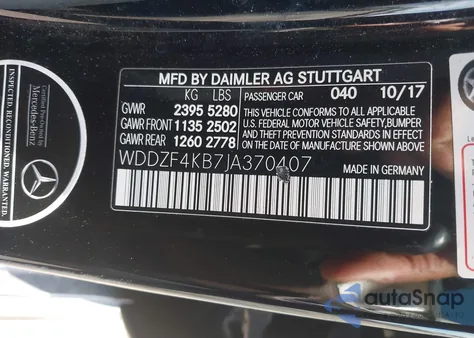 MFD BY DAIMLER AG STUTTGART
KG LBS
PASSENGER CAR 040 10/17
GVWR 2395 5280
GAWR FRONT 1135 2502
GAWR REAR 1260 2778
THIS VEHICLE CONFORMS TO ALL APPLICABLE
U.S. FEDERAL MOTOR VEHICLE SAFETY, BUMPER
AND THEFT PREVENTION STANDARDS IN EFFECT
ON THE DATE OF MANUFACTURE SHOWN ABOVE.
WDDZF4KB7JA370407
MADE IN GERMANY
Certified Pre-Owned
Mercedes-Benz
INSPECTED.
RECONDITIONED.
WARRANTED.
autoSnap